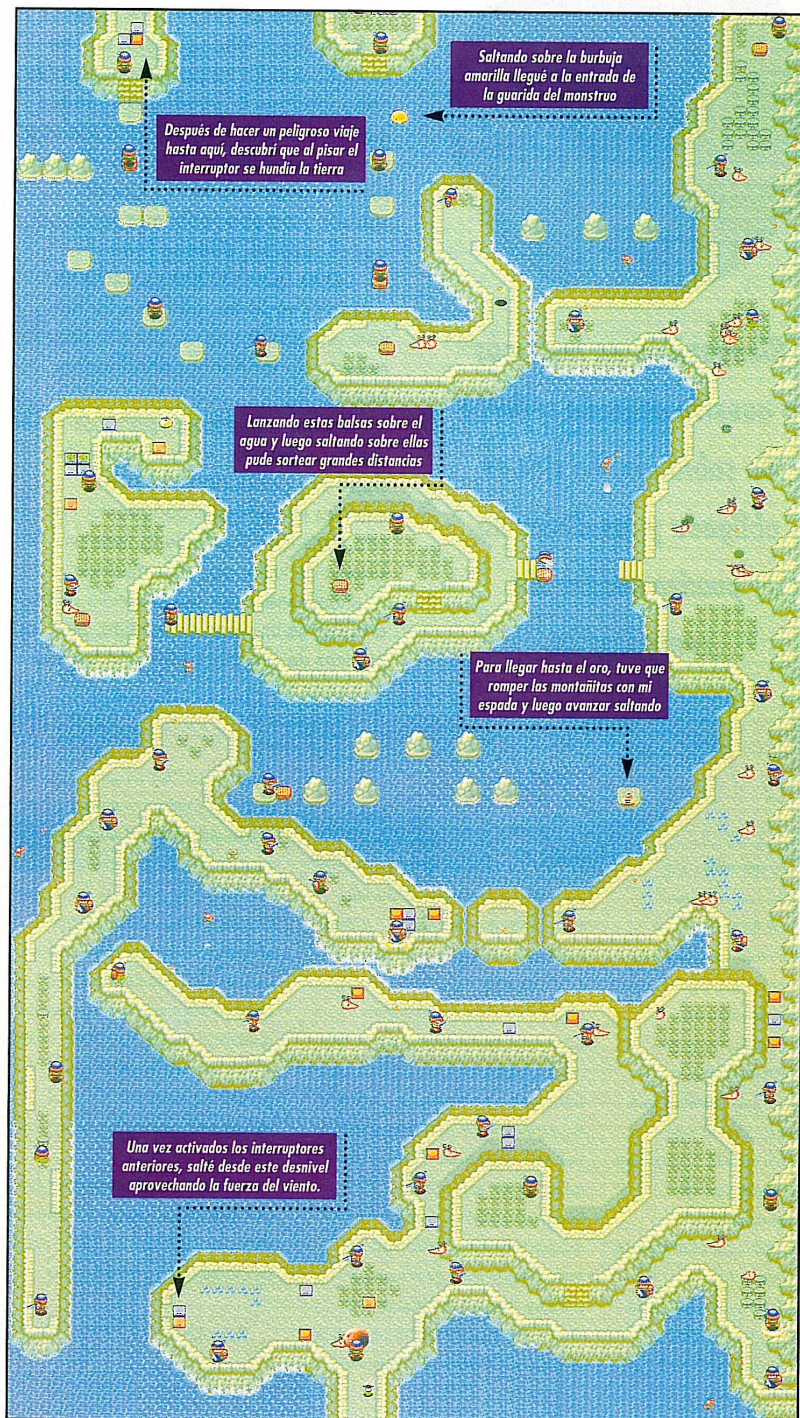 Saltando sobre la burbuja
amarilla llegué a la entrada de
la guarida del monstruo
Después de hacer un peligroso viaje
hasta aquí, descubrí que al pisar el
interruptor se hundía la tierra
Lanzando estas balsas sobre el
agua y luego saltando sobre ellas
pude sortear grandes distancias
Para llegar hasta el oro, tuve que
romper las montañitas con mi
espada y luego avanzar saltando
Una vez activados los interruptores
anteriores, salté desde este desnivel
aprovechando la fuerza del viento.